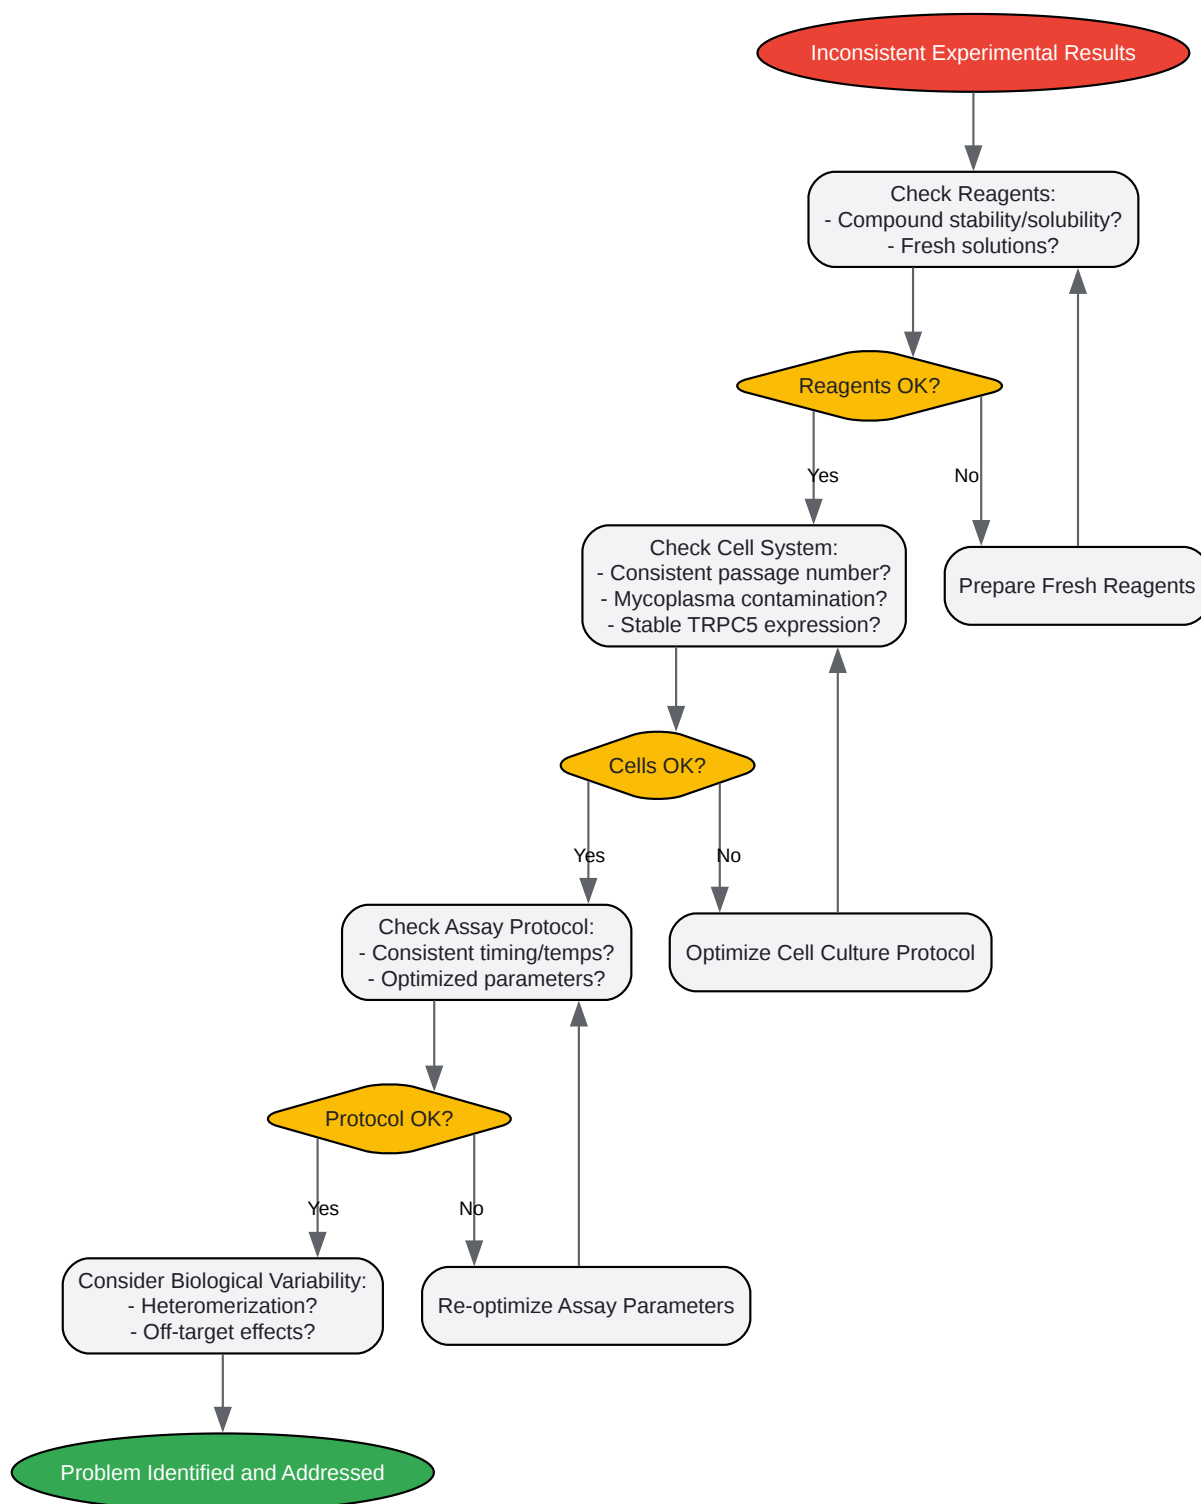 Inconsistent Experimental Results
Check Reagents:
- Compound stability/solubility?
- Fresh solutions?
Reagents OK?
Yes
No
Check Cell System:
- Consistent passage number?
- Mycoplasma contamination?
- Stable TRPC5 expression?
Prepare Fresh Reagents
Cells OK?
Yes
No
Check Assay Protocol:
- Consistent timing/temps?
- Optimized parameters?
Optimize Cell Culture Protocol
Protocol OK?
Yes
No
Consider Biological Variability:
- Heteromerization?
- Off-target effects?
Re-optimize Assay Parameters
Problem Identified and Addressed